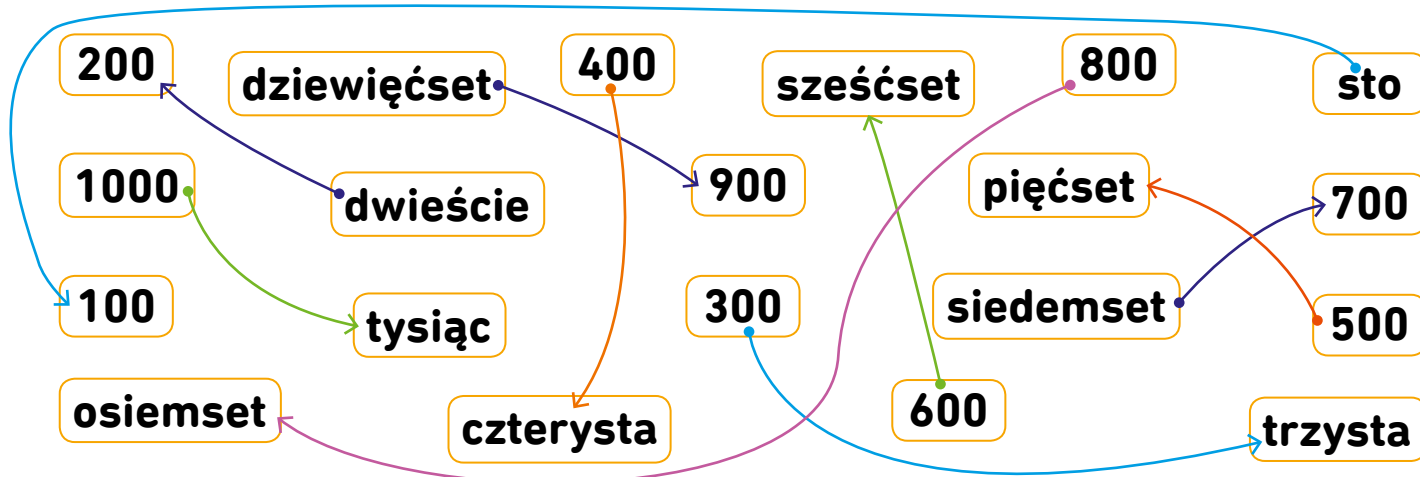 200
dziewięćset
400
sześćset
800
sto
1000
dwieście
900
pięćset
700
100
tysiąc
300
siedemset
500
osiemset
czterysta
600
trzysta